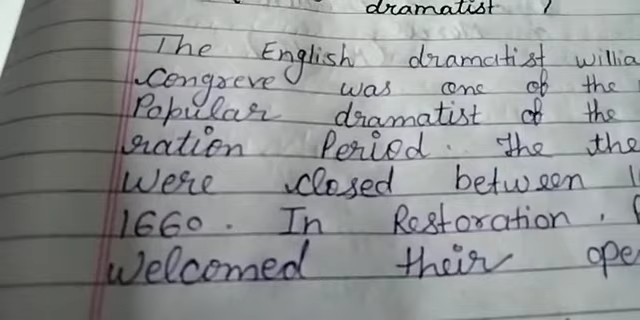 dramatist ?
The English dramatist willia
congreve was one of the
Popular dramatist of the
ration Period. The the
were closed between 1
1660. In Restoration,
welcomed their ope